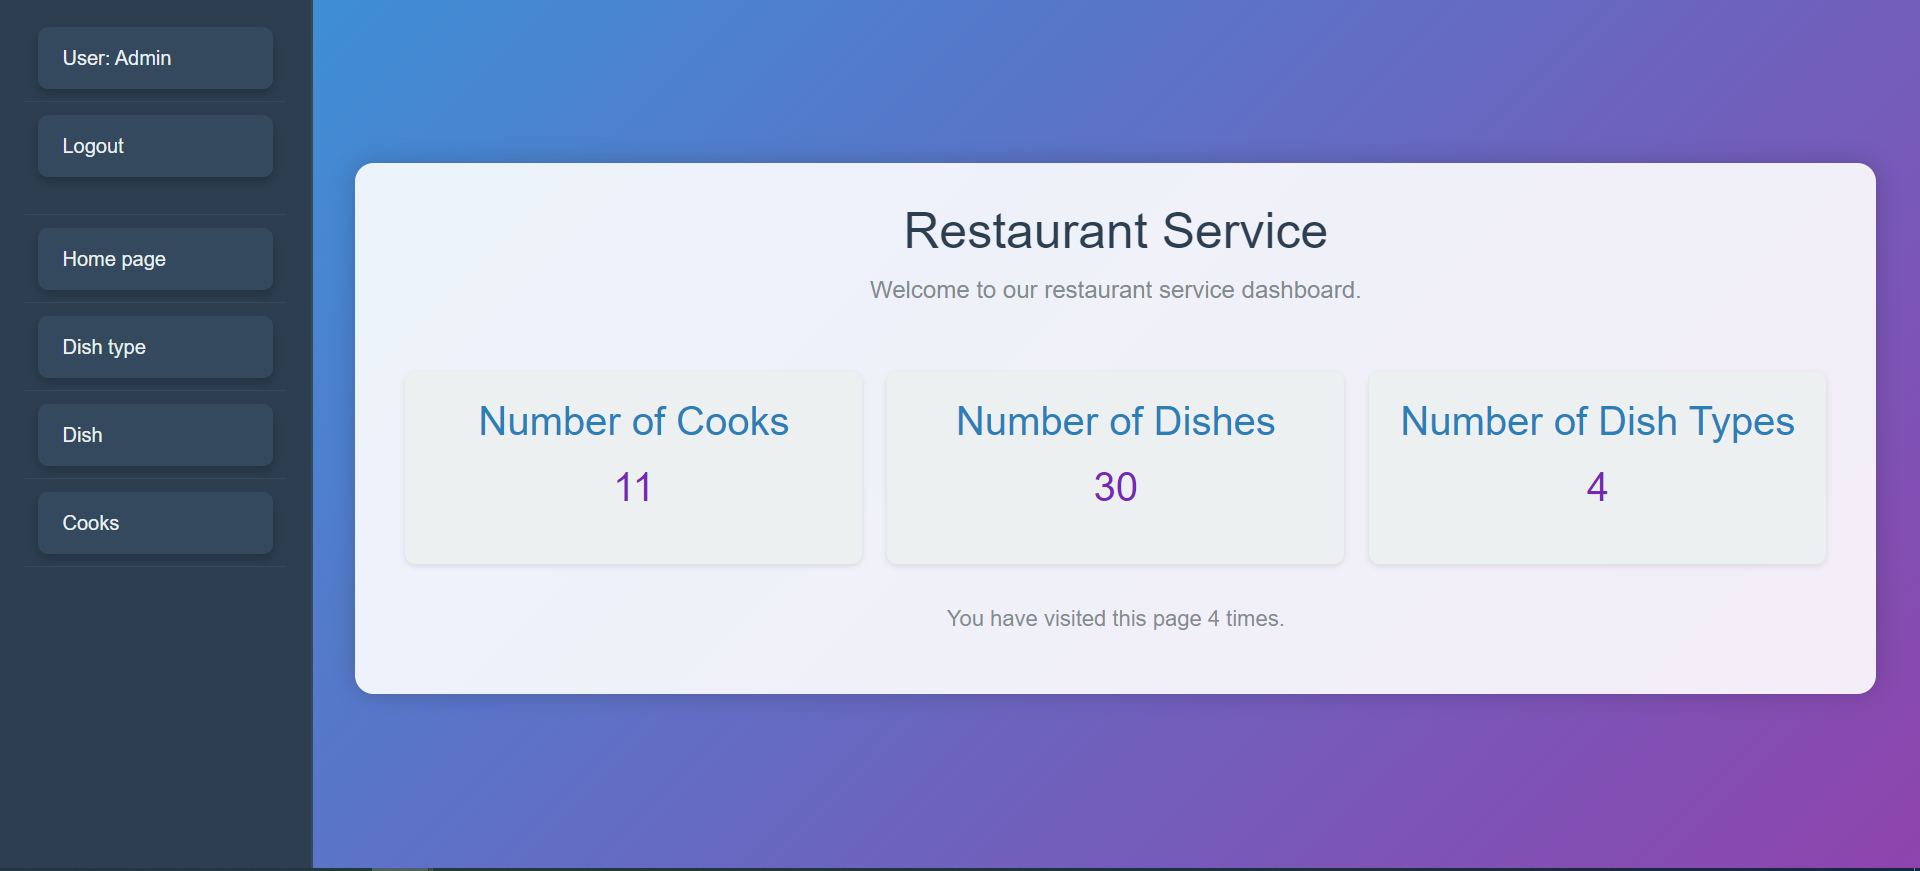 User: Admin
Logout
Home page
Dish type
Dish
Cooks
Restaurant Service
Welcome to our restaurant service dashboard.
Number of Cooks
11
Number of Dishes
30
Number of Dish Types
4
You have visited this page 4 times.